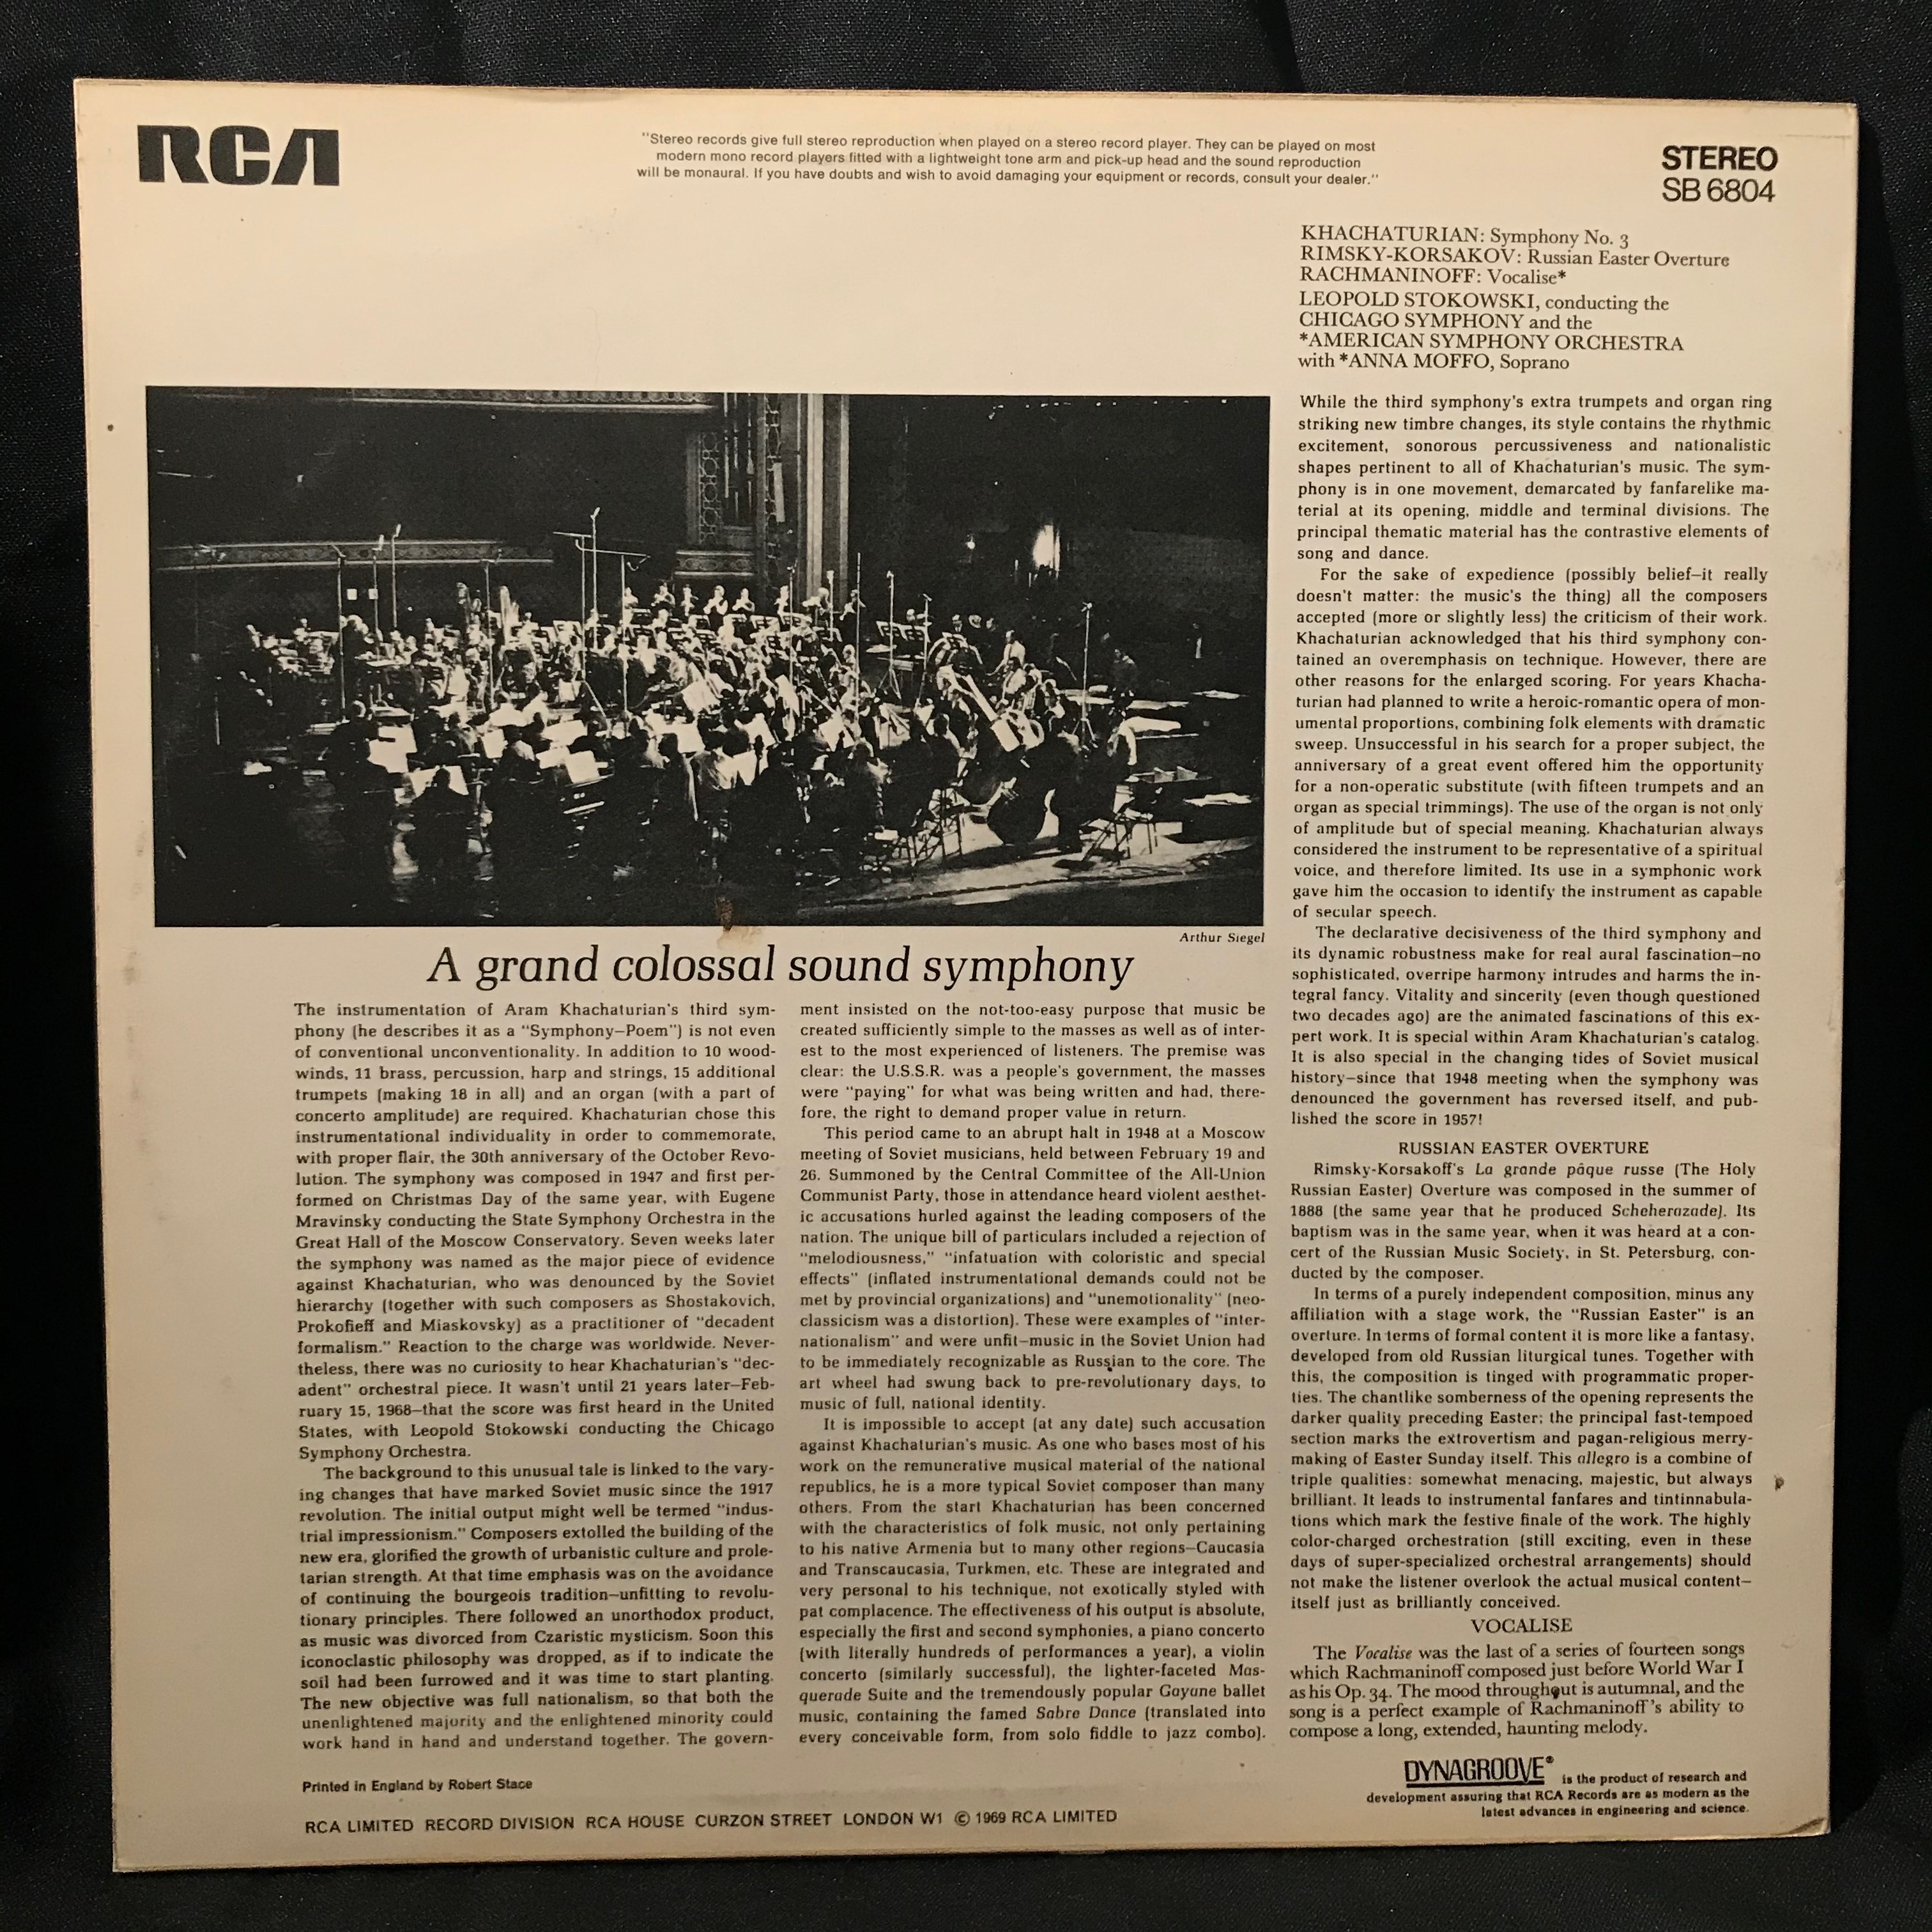 RCA
"Stereo records give full stereo reproduction when played on a stereo record player. They can be played on most
modern mono record players fitted with a lightweight tone arm and pick-up head and the sound reproduction
will be monaural. If you have doubts and wish to avoid damaging your equipment or records, consult your dealer."
STEREO
SB 6804
KHACHATURIAN: Symphony No. 3
RIMSKY-KORSAKOV: Russian Easter Overture
RACHMANINOFF: Vocalise*
LEOPOLD STOKOWSKI, conducting the
CHICAGO SYMPHONY and the
*AMERICAN SYMPHONY ORCHESTRA
with *ANNA MOFFO, Soprano
Arthur Siegel
A grand colossal sound symphony
The instrumentation of Aram Khachaturian's third sym-
phony (he describes it as a "Symphony–Poem") is not even
of conventional unconventionality. In addition to 10 wood-
winds, 11 brass, percussion, harp and strings, 15 additional
trumpets (making 18 in all) and an organ (with a part of
concerto amplitude) are required. Khachaturian chose this
instrumentational individuality in order to commemorate,
with proper flair, the 30th anniversary of the October Revo-
lution. The symphony was composed in 1947 and first per-
formed on Christmas Day of the same year, with Eugene
Mravinsky conducting the State Symphony Orchestra in the
Great Hall of the Moscow Conservatory. Seven weeks later
the symphony was named as the major piece of evidence
against Khachaturian, who was denounced by the Soviet
hierarchy (together with such composers as Shostakovich,
Prokofieff and Miaskovsky) as a practitioner of "decadent
formalism." Reaction to the charge was worldwide. Never-
theless, there was no curiosity to hear Khachaturian's "dec-
adent" orchestral piece. It wasn't until 21 years later–Feb-
ruary 15, 1968–that the score was first heard in the United
States, with Leopold Stokowski conducting the Chicago
Symphony Orchestra.
The background to this unusual tale is linked to the vary-
ing changes that have marked Soviet music since the 1917
revolution. The initial output might well be termed "indus-
trial impressionism." Composers extolled the building of the
new era, glorified the growth of urbanistic culture and prole-
tarian strength. At that time emphasis was on the avoidance
of continuing the bourgeois tradition–unfitting to revolu-
tionary principles. There followed an unorthodox product,
as music was divorced from Czaristic mysticism. Soon this
iconoclastic philosophy was dropped, as if to indicate the
soil had been furrowed and it was time to start planting.
The new objective was full nationalism, so that both the
unenlightened majority and the enlightened minority could
work hand in hand and understand together. The govern-
ment insisted on the not-too-easy purpose that music be
created sufficiently simple to the masses as well as of inter-
est to the most experienced of listeners. The premise was
clear: the U.S.S.R. was a people's government, the masses
were "paying" for what was being written and had, there-
fore, the right to demand proper value in return.
This period came to an abrupt halt in 1948 at a Moscow
meeting of Soviet musicians, held between February 19 and
26. Summoned by the Central Committee of the All-Union
Communist Party, those in attendance heard violent aesthet-
ic accusations hurled against the leading composers of the
nation. The unique bill of particulars included a rejection of
"melodiousness," "infatuation with coloristic and special
effects" (inflated instrumentational demands could not be
met by provincial organizations) and "unemotionality" (neo-
classicism was a distortion). These were examples of "inter-
nationalism" and were unfit–music in the Soviet Union had
to be immediately recognizable as Russian to the core. The
art wheel had swung back to pre-revolutionary days, to
music of full, national identity.
It is impossible to accept (at any date) such accusation
against Khachaturian's music. As one who bases most of his
work on the remunerative musical material of the national
republics, he is a more typical Soviet composer than many
others. From the start Khachaturian has been concerned
with the characteristics of folk music, not only pertaining
to his native Armenia but to many other regions–Caucasia
and Transcaucasia, Turkmen, etc. These are integrated and
very personal to his technique, not exotically styled with
pat complacence. The effectiveness of his output is absolute,
especially the first and second symphonies, a piano concerto
(with literally hundreds of performances a year), a violin
concerto (similarly successful), the lighter-faceted Mas-
querade Suite and the tremendously popular Gayane ballet
music, containing the famed Sabre Dance (translated into
every conceivable form, from solo fiddle to jazz combo).
While the third symphony's extra trumpets and organ ring
striking new timbre changes, its style contains the rhythmic
excitement, sonorous percussiveness and nationalistic
shapes pertinent to all of Khachaturian's music. The sym-
phony is in one movement, demarcated by fanfarelike ma-
terial at its opening, middle and terminal divisions. The
principal thematic material has the contrastive elements of
song and dance.
For the sake of expedience (possibly belief–it really
doesn't matter: the music's the thing) all the composers
accepted (more or slightly less) the criticism of their work.
Khachaturian acknowledged that his third symphony con-
tained an overemphasis on technique. However, there are
other reasons for the enlarged scoring. For years Khacha-
turian had planned to write a heroic-romantic opera of mon-
umental proportions, combining folk elements with dramatic
sweep. Unsuccessful in his search for a proper subject, the
anniversary of a great event offered him the opportunity
for a non-operatic substitute (with fifteen trumpets and an
organ as special trimmings). The use of the organ is not only
of amplitude but of special meaning. Khachaturian always
considered the instrument to be representative of a spiritual
voice, and therefore limited. Its use in a symphonic work
gave him the occasion to identify the instrument as capable
of secular speech.
The declarative decisiveness of the third symphony and
its dynamic robustness make for real aural fascination–no
sophisticated, overripe harmony intrudes and harms the in-
tegral fancy. Vitality and sincerity (even though questioned
two decades ago) are the animated fascinations of this ex-
pert work. It is special within Aram Khachaturian's catalog.
It is also special in the changing tides of Soviet musical
history–since that 1948 meeting when the symphony was
denounced the government has reversed itself, and pub-
lished the score in 1957!
RUSSIAN EASTER OVERTURE
Rimsky-Korsakoff's La grande pâque russe (The Holy
Russian Easter) Overture was composed in the summer of
1888 (the same year that he produced Scheherazade). Its
baptism was in the same year, when it was heard at a con-
cert of the Russian Music Society, in St. Petersburg, con-
ducted by the composer.
In terms of a purely independent composition, minus any
affiliation with a stage work, the "Russian Easter" is an
overture. In terms of formal content it is more like a fantasy,
developed from old Russian liturgical tunes. Together with
this, the composition is tinged with programmatic proper-
ties. The chantlike somberness of the opening represents the
darker quality preceding Easter; the principal fast-tempoed
section marks the extrovertism and pagan-religious merry-
making of Easter Sunday itself. This allegro is a combine of
triple qualities: somewhat menacing, majestic, but always
brilliant. It leads to instrumental fanfares and tintinnabula-
tions which mark the festive finale of the work. The highly
color-charged orchestration (still exciting, even in these
days of super-specialized orchestral arrangements) should
not make the listener overlook the actual musical content–
itself just as brilliantly conceived.
VOCALISE
The Vocalise was the last of a series of fourteen songs
which Rachmaninoff composed just before World War I
as his Op. 34. The mood throughout is autumnal, and the
song is a perfect example of Rachmaninoff's ability to
compose a long, extended, haunting melody.
DYNAGROOVE® is the product of research and
development assuring that RCA Records are as modern as the
latest advances in engineering and science.
Printed in England by Robert Stace
RCA LIMITED RECORD DIVISION RCA HOUSE CURZON STREET LONDON W1 © 1969 RCA LIMITED